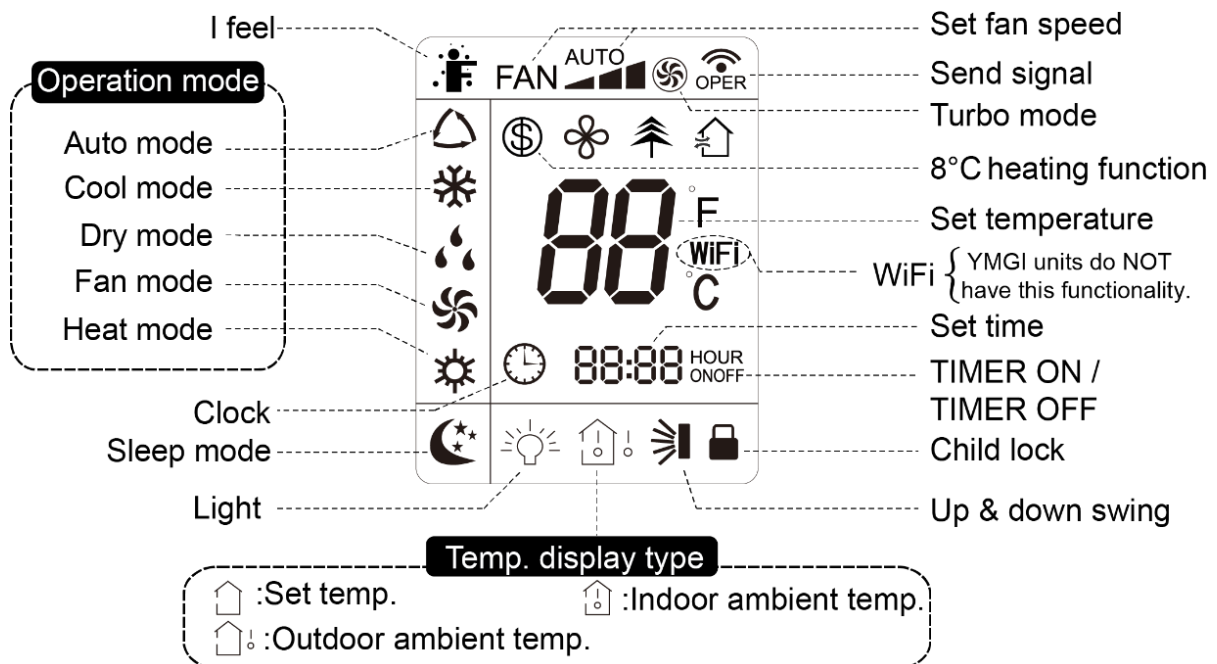 I feel
Set fan speed
AUTO
FAN
OPER
Send signal
Operation mode
Turbo mode
Auto mode
8°C heating function
Cool mode
°F
Set temperature
Dry mode
88
WiFi
WiFi { YMGI units do NOT
have this functionality.
Fan mode
°C
Set time
Heat mode
88:88 HOUR
ONOFF
TIMER ON /
TIMER OFF
Clock
Sleep mode
Child lock
Light
Up & down swing
Temp. display type
:Set temp.
:Indoor ambient temp.
:Outdoor ambient temp.